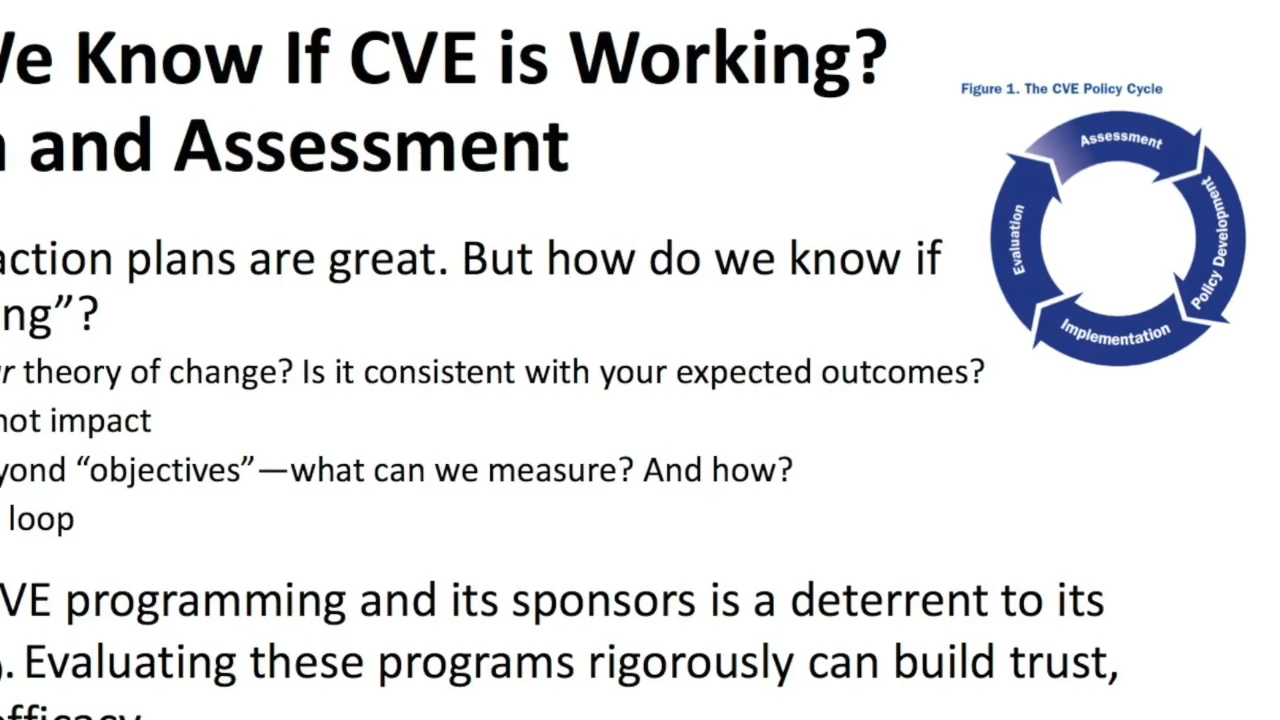 We Know If CVE is Working?
and Assessment
action plans are great. But how do we know if
ng”?
r theory of change? Is it consistent with your expected outcomes?
not impact
yond “objectives”—what can we measure? And how?
loop
VE programming and its sponsors is a deterrent to its
). Evaluating these programs rigorously can build trust,
efficacy
Figure 1. The CVE Policy Cycle
Assessment
Policy Development
Implementation
Evaluation